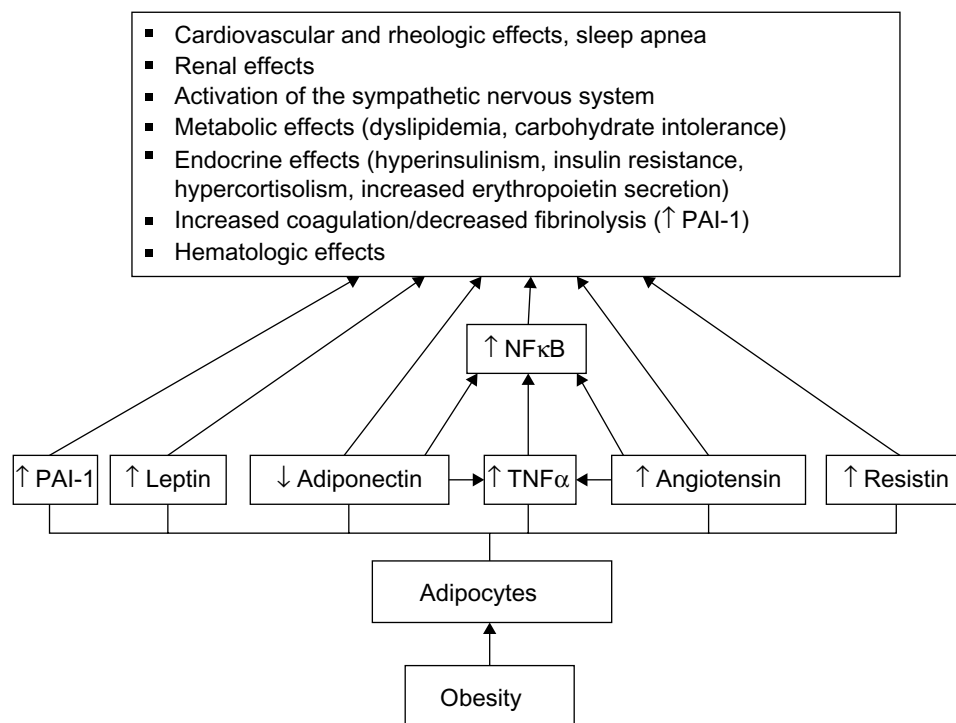 ▪ Cardiovascular and rheologic effects, sleep apnea
▪ Renal effects
▪ Activation of the sympathetic nervous system
▪ Metabolic effects (dyslipidemia, carbohydrate intolerance)
▪ Endocrine effects (hyperinsulinism, insulin resistance,
hypercortisolism, increased erythropoietin secretion)
▪ Increased coagulation/decreased fibrinolysis (↑ PAI-1)
▪ Hematologic effects
↑ NFκB
↑ PAI-1
↑ Leptin
↓ Adiponectin
↑ TNFα
↑ Angiotensin
↑ Resistin
Adipocytes
Obesity